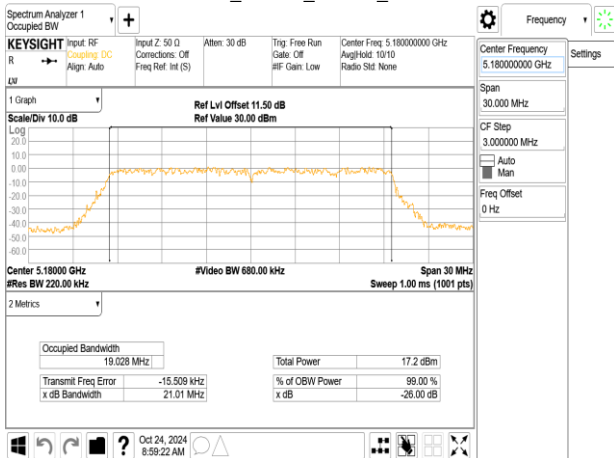 Spectrum Analyzer 1
Occupied BW
Frequency
KEYSIGHT
R
LXI
Input: RF
Coupling: DC
Align: Auto
Input Z: 50 Ω
Corrections: Off
Freq Ref: Int (S)
Atten: 30 dB
Trig: Free Run
Gate: Off
#IF Gain: Low
Center Freq: 5.180000000 GHz
Avg|Hold: 10/10
Radio Std: None
Center Frequency
5.180000000 GHz
Settings
Span
30.000 MHz
CF Step
3.000000 MHz
Auto
Man
Freq Offset
0 Hz
1 Graph
Scale/Div 10.0 dB
Ref Lvl Offset 11.50 dB
Ref Value 30.00 dBm
Log
20.0
10.0
0.00
-10.0
-20.0
-30.0
-40.0
-50.0
-60.0
Center 5.18000 GHz
#Video BW 680.00 kHz
Span 30 MHz
#Res BW 220.00 kHz
Sweep 1.00 ms (1001 pts)
2 Metrics
Occupied Bandwidth
19.028 MHz
Total Power 17.2 dBm
Transmit Freq Error -15.509 kHz
% of OBW Power 99.00 %
x dB Bandwidth 21.01 MHz
x dB -26.00 dB
?
Oct 24, 2024
8:59:22 AM